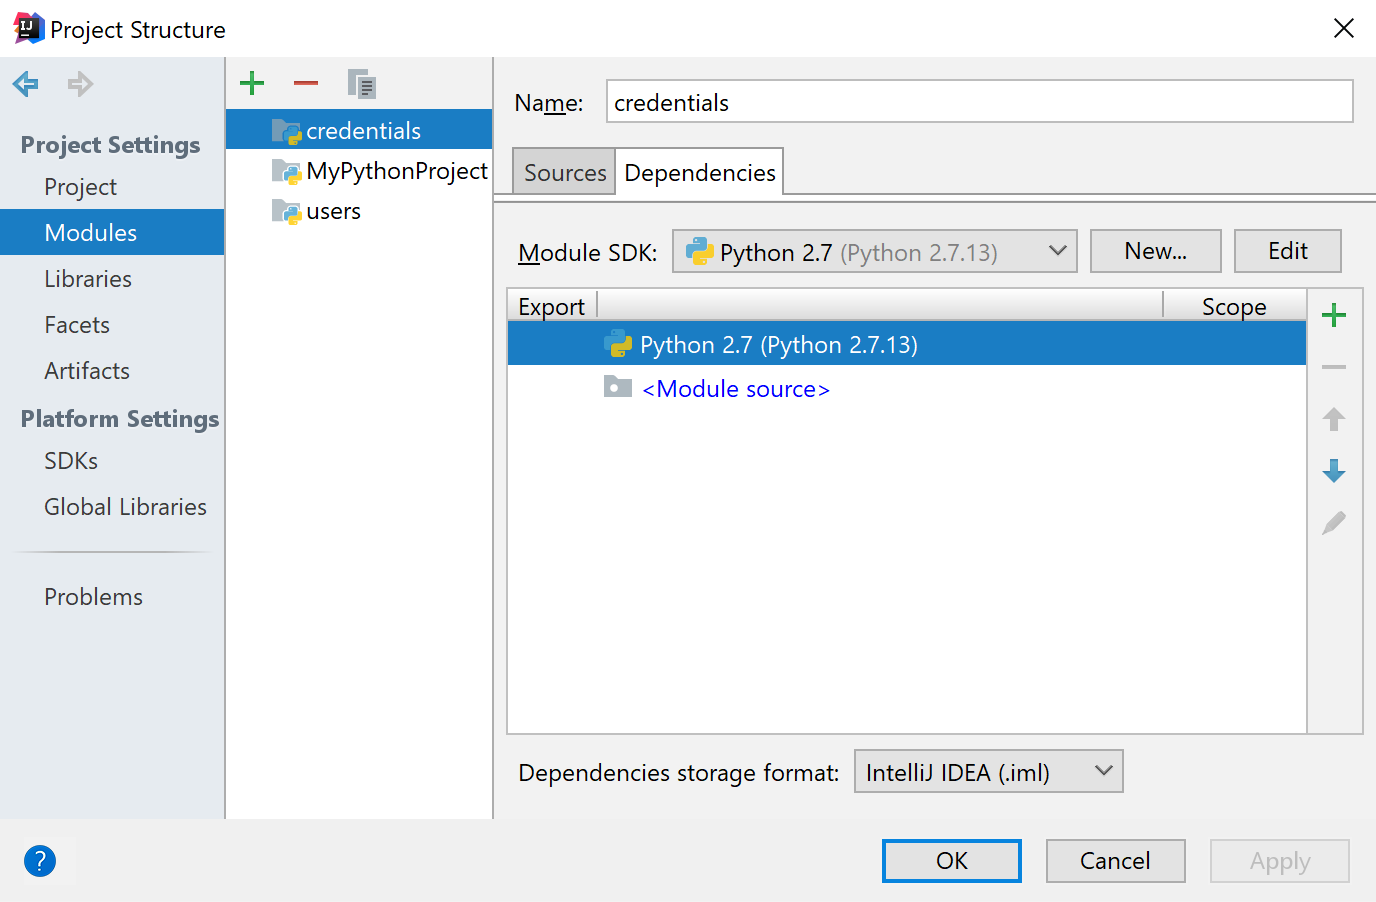 Project Structure
Project Settings
Project
Modules
Libraries
Facets
Artifacts
Platform Settings
SDKs
Global Libraries
Problems
credentials
MyPythonProject
users
Name: credentials
Sources Dependencies
Module SDK: Python 2.7 (Python 2.7.13) New... Edit
Export Scope
Python 2.7 (Python 2.7.13)
<Module source>
Dependencies storage format: IntelliJ IDEA (.iml)
? OK Cancel Apply